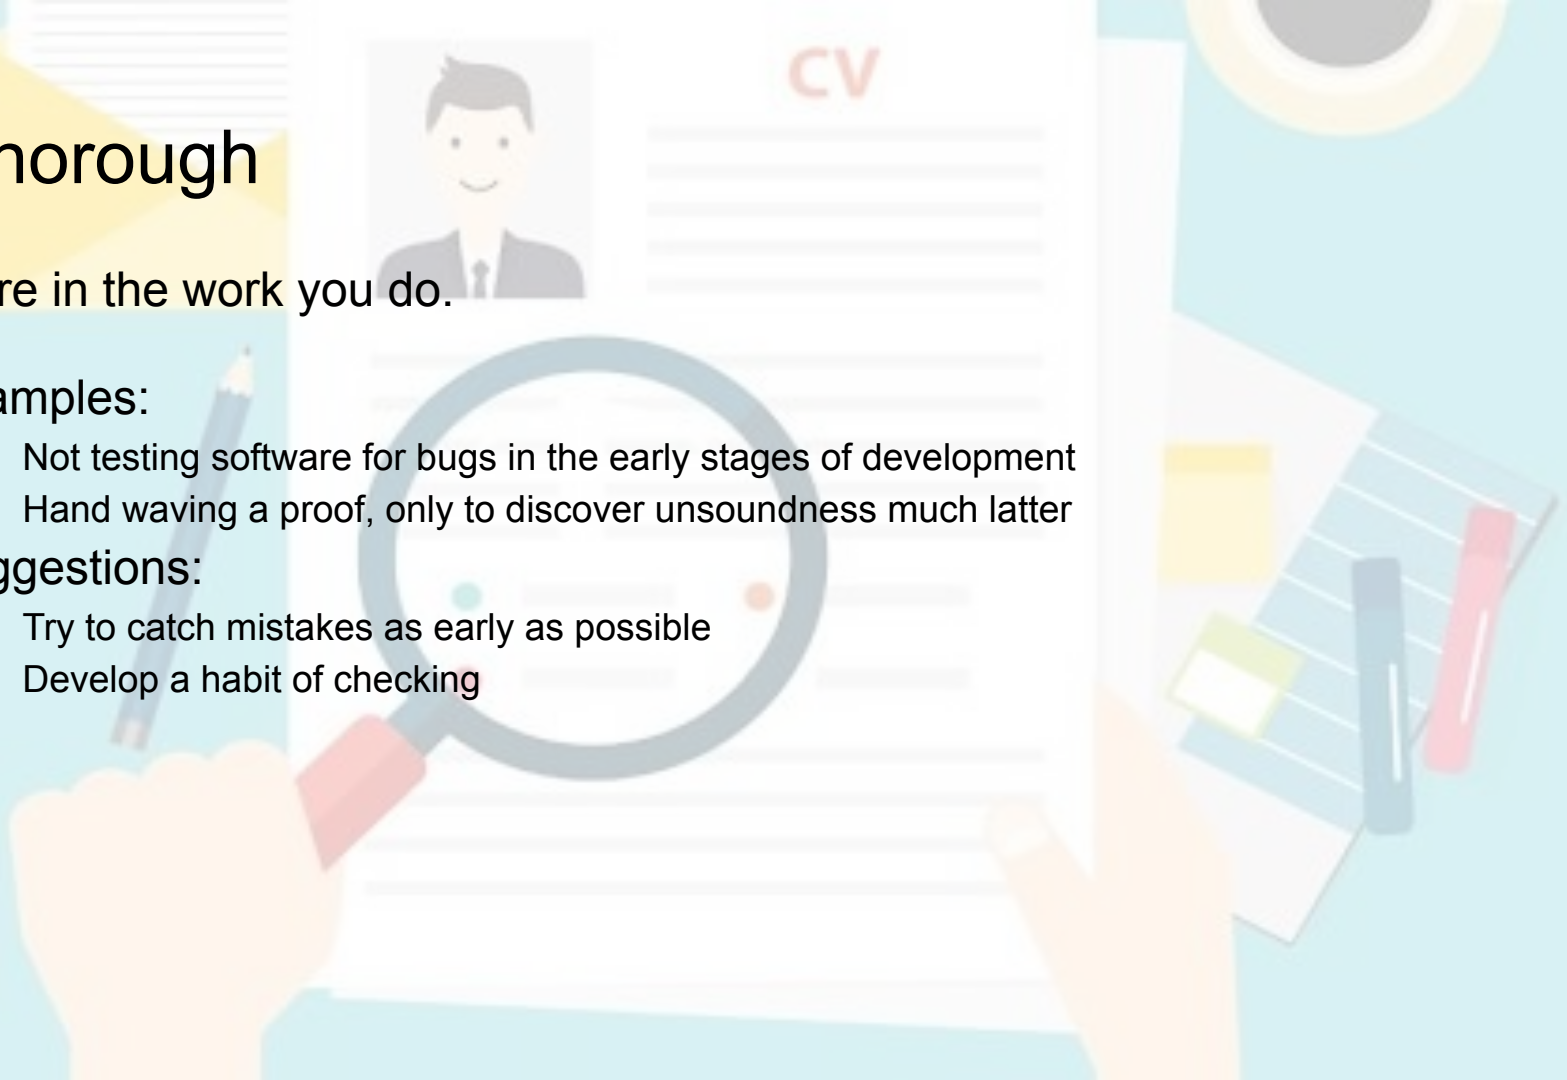 CV
horough
re in the work you do.
amples:
Not testing software for bugs in the early stages of development
Hand waving a proof, only to discover unsoundness much latter
ggestions:
Try to catch mistakes as early as possible
Develop a habit of checking